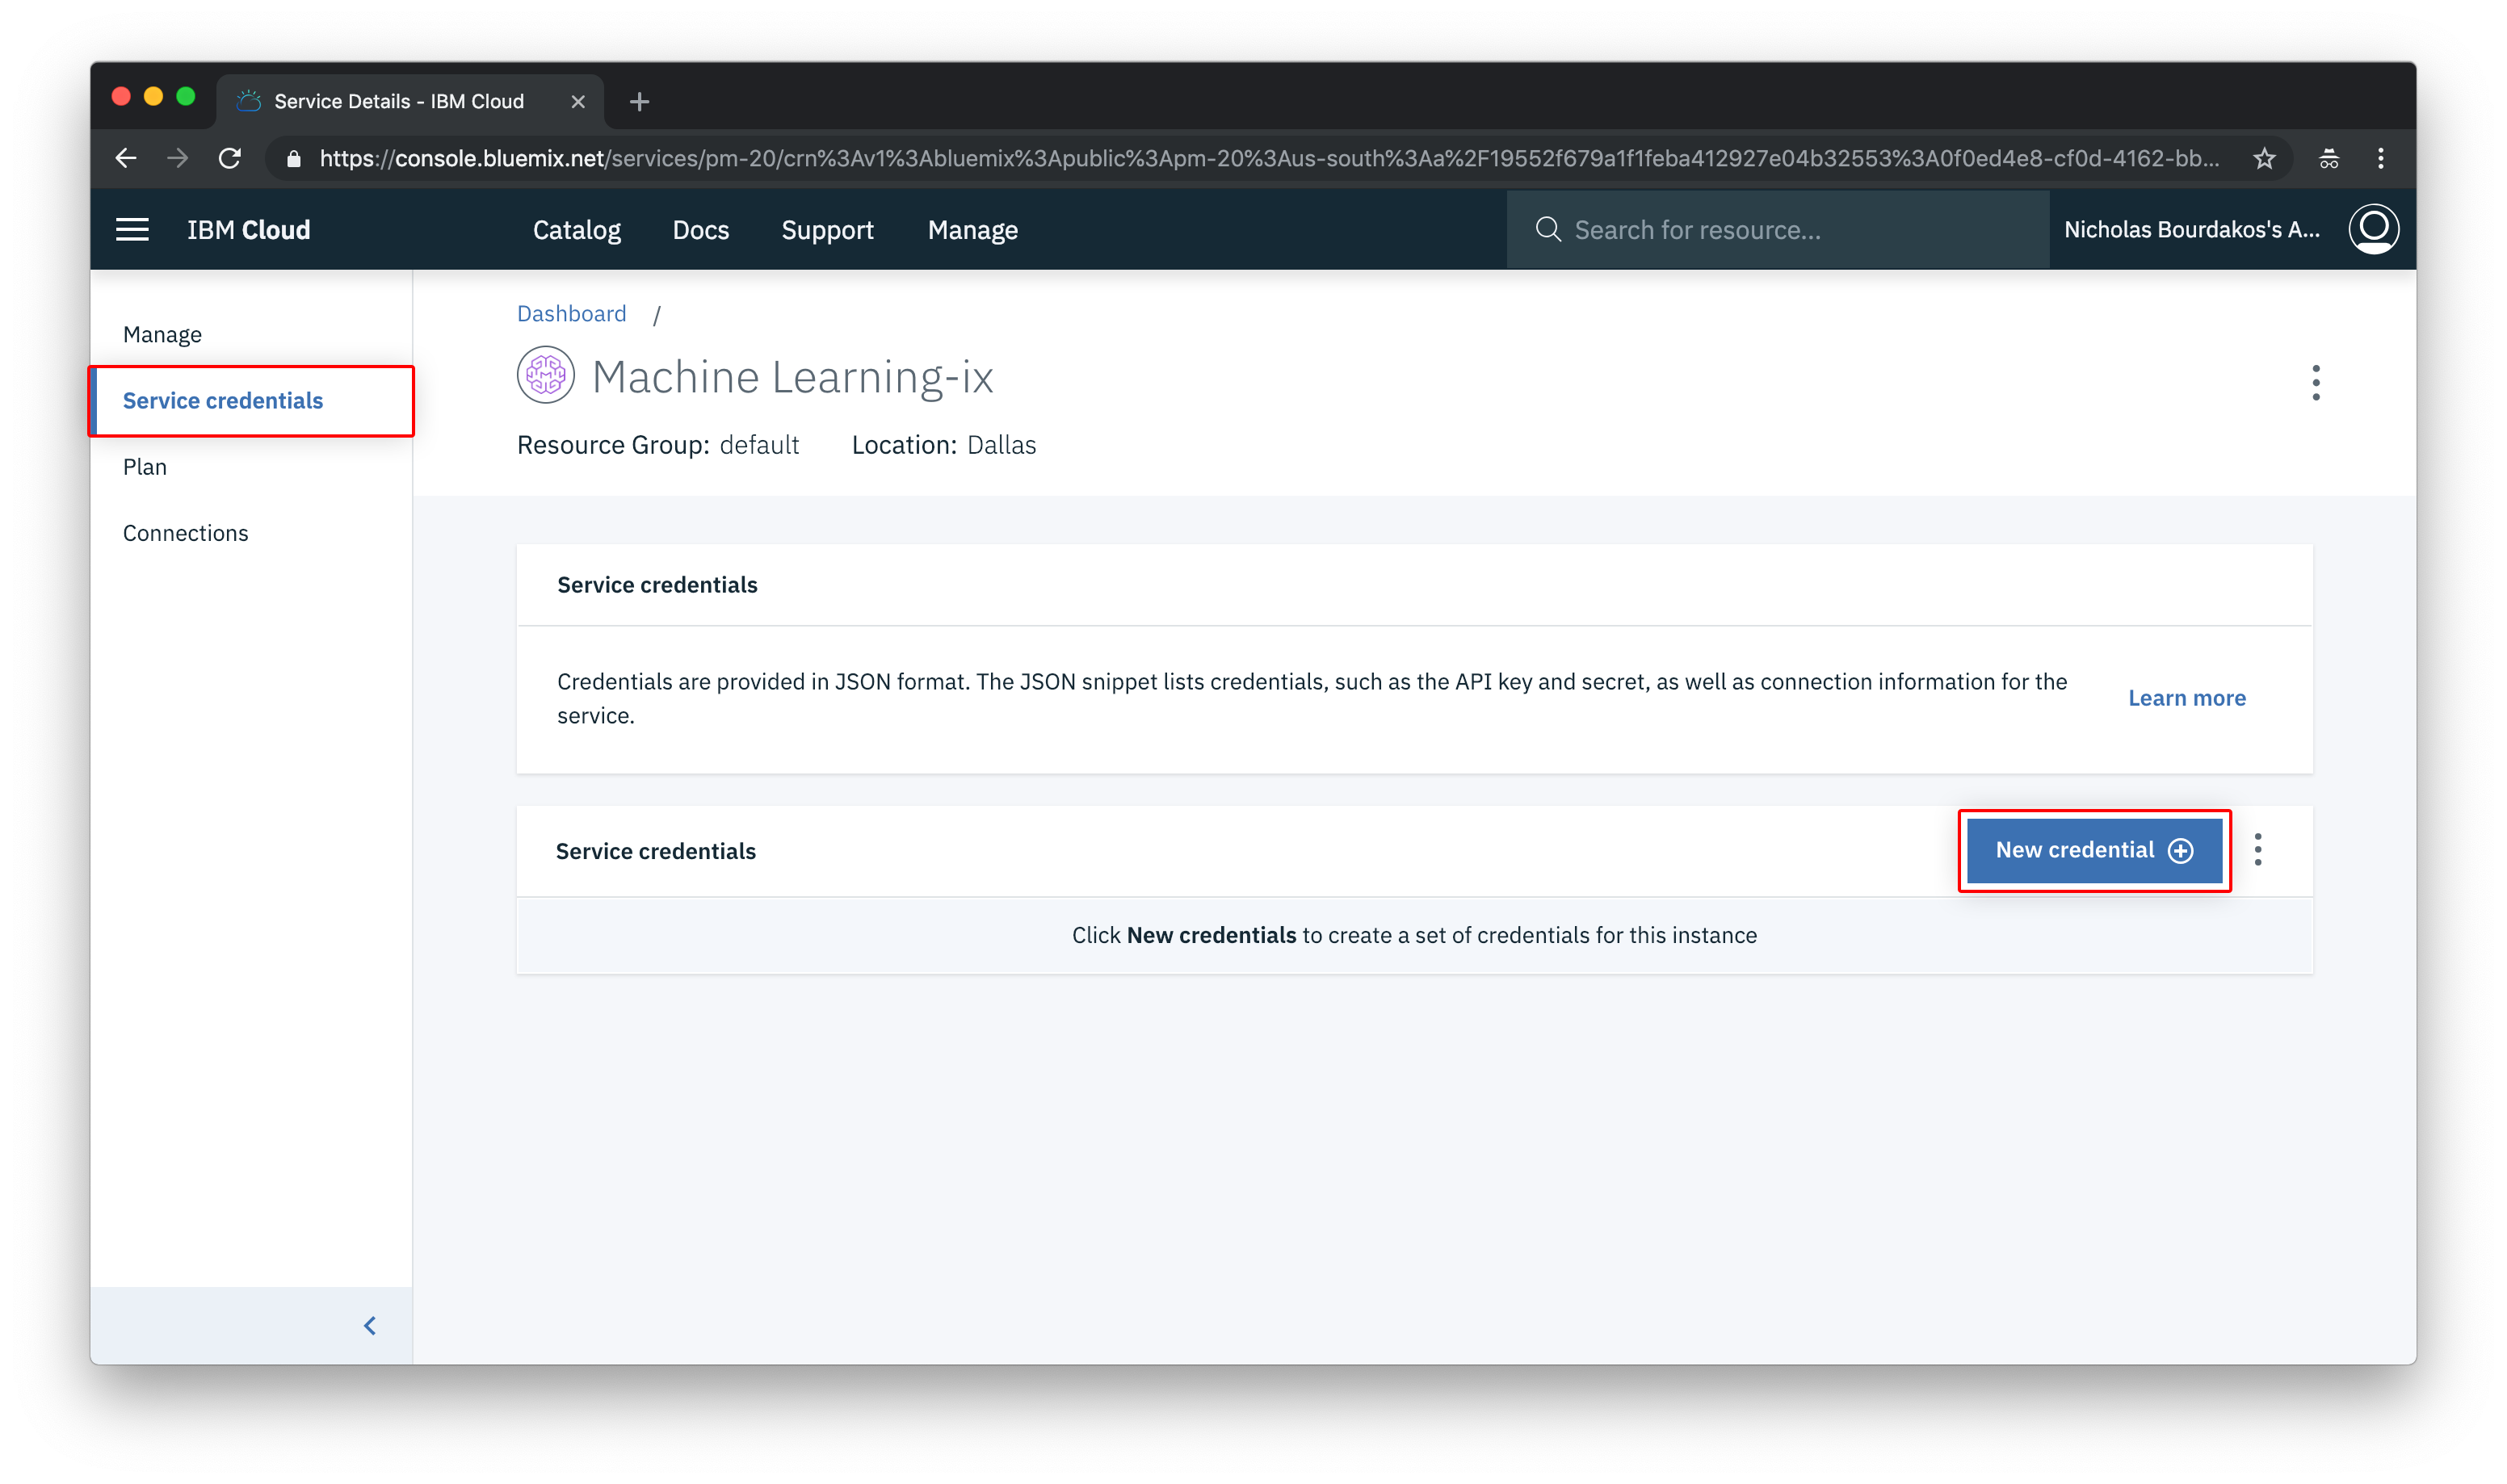 Service Details - IBM Cloud
https://console.bluemix.net/services/pm-20/crn%3Av1%3Abluemix%3Apublic%3Apm-20%3Aus-south%3Aa%2F19552f679a1f1feba412927e04b32553%3A0f0ed4e8-cf0d-4162-bb...
IBM Cloud
Catalog
Docs
Support
Manage
Search for resource...
Nicholas Bourdakos's A...
Manage
Service credentials
Plan
Connections
Dashboard /
Machine Learning-ix
Resource Group: default Location: Dallas
Service credentials
Credentials are provided in JSON format. The JSON snippet lists credentials, such as the API key and secret, as well as connection information for the
service.
Learn more
Service credentials
New credential
Click New credentials to create a set of credentials for this instance